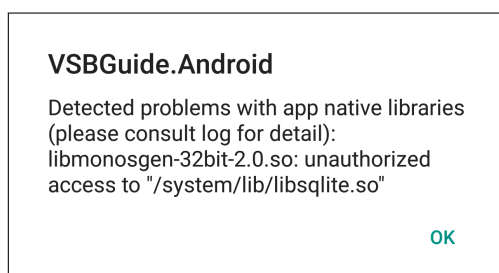 VSBGuide.Android
Detected problems with app native libraries
(please consult log for detail):
libmonosgen-32bit-2.0.so: unauthorized
access to "/system/lib/libsqlite.so"
OK